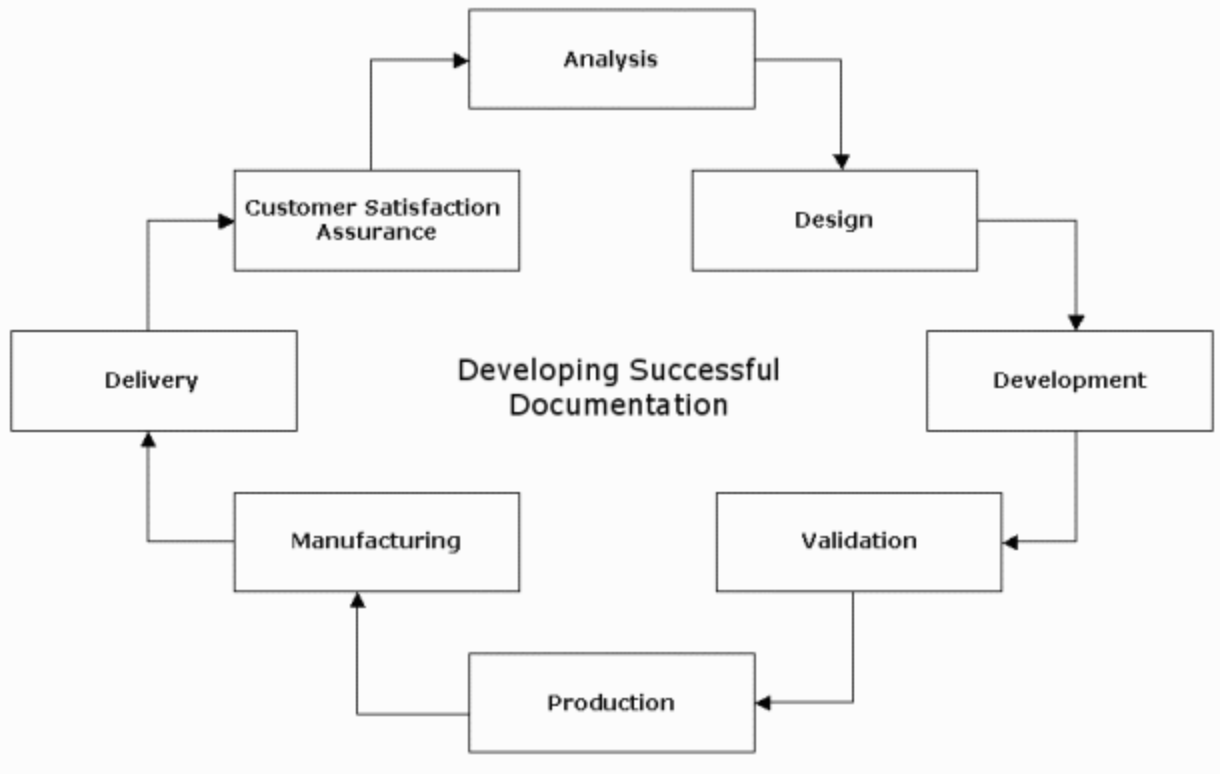 Analysis
Customer Satisfaction
Assurance
Design
Delivery
Developing Successful
Documentation
Development
Manufacturing
Validation
Production